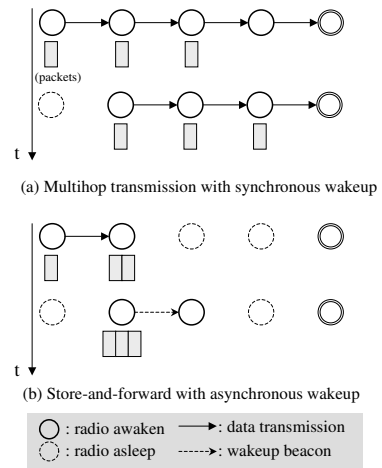 (packets)
t
(a) Multihop transmission with synchronous wakeup
t
(b) Store-and-forward with asynchronous wakeup
: radio awaken : data transmission
: radio asleep : wakeup beacon